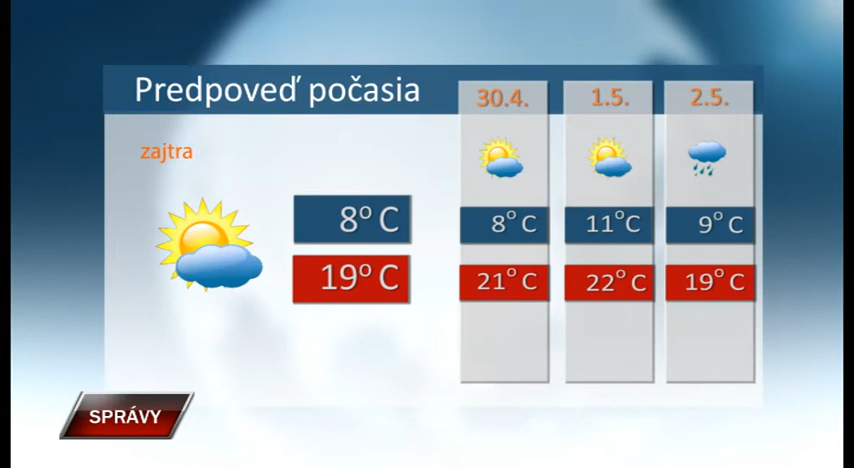 Predpoveď počasia
30.4.
1.5.
2.5.
zajtra
8° C
19° C
8° C
11°C
9° C
21° C
22° C
19° C
SPRÁVY